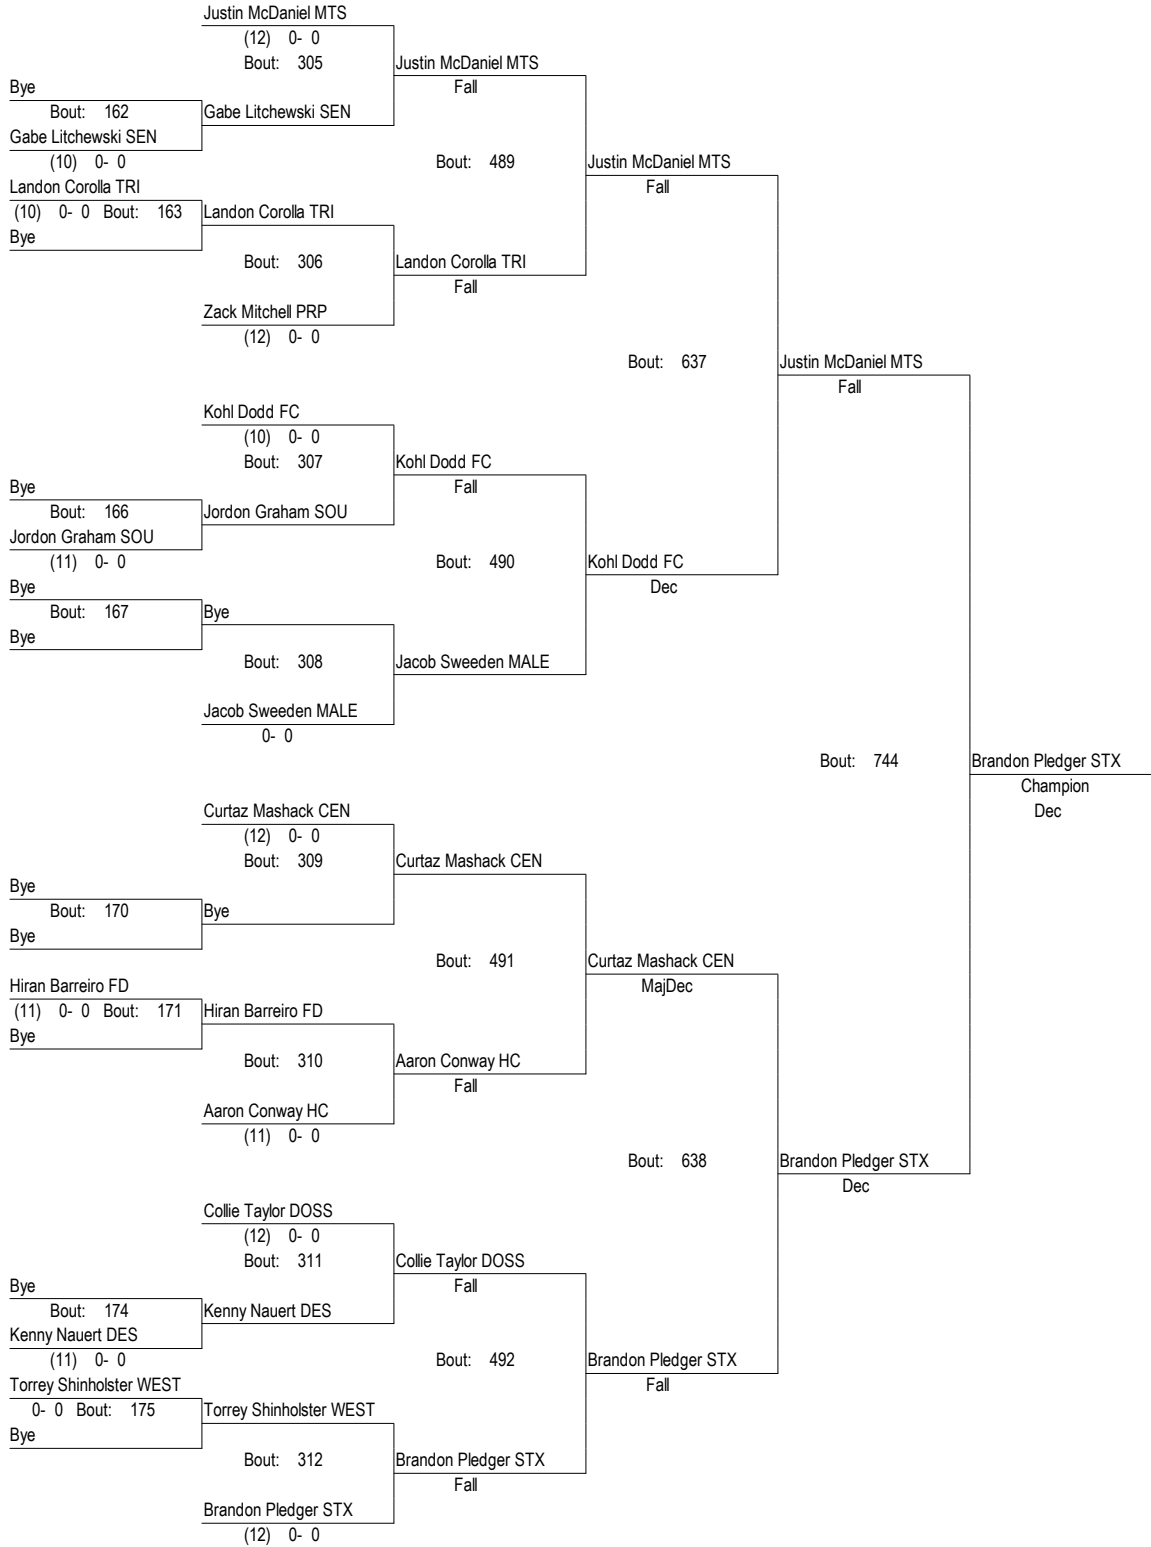 Justin McDaniel MTS
(12) 0- 0
Bout: 305
Justin McDaniel MTS
Fall
Bye
Bout: 162
Gabe Litchewski SEN
Gabe Litchewski SEN
(10) 0- 0
Bout: 489
Justin McDaniel MTS
Fall
Landon Corolla TRI
(10) 0- 0 Bout: 163
Landon Corolla TRI
Bye
Bout: 306
Landon Corolla TRI
Fall
Zack Mitchell PRP
(12) 0- 0
Bout: 637
Justin McDaniel MTS
Fall
Kohl Dodd FC
(10) 0- 0
Bout: 307
Kohl Dodd FC
Fall
Bye
Bout: 166
Jordon Graham SOU
Jordon Graham SOU
(11) 0- 0
Bout: 490
Kohl Dodd FC
Dec
Bye
Bout: 167
Bye
Bye
Bout: 308
Jacob Sweeden MALE
Jacob Sweeden MALE
0- 0
Bout: 744
Brandon Pledger STX
Champion
Dec
Curtaz Mashack CEN
(12) 0- 0
Bout: 309
Curtaz Mashack CEN
Bye
Bout: 170
Bye
Bye
Bout: 491
Curtaz Mashack CEN
MajDec
Hiran Barreiro FD
(11) 0- 0 Bout: 171
Hiran Barreiro FD
Bye
Bout: 310
Aaron Conway HC
Fall
Aaron Conway HC
(11) 0- 0
Bout: 638
Brandon Pledger STX
Dec
Collie Taylor DOSS
(12) 0- 0
Bout: 311
Collie Taylor DOSS
Fall
Bye
Bout: 174
Kenny Nauert DES
Kenny Nauert DES
(11) 0- 0
Bout: 492
Brandon Pledger STX
Fall
Torrey Shinholster WEST
0- 0 Bout: 175
Torrey Shinholster WEST
Bye
Bout: 312
Brandon Pledger STX
Fall
Brandon Pledger STX
(12) 0- 0